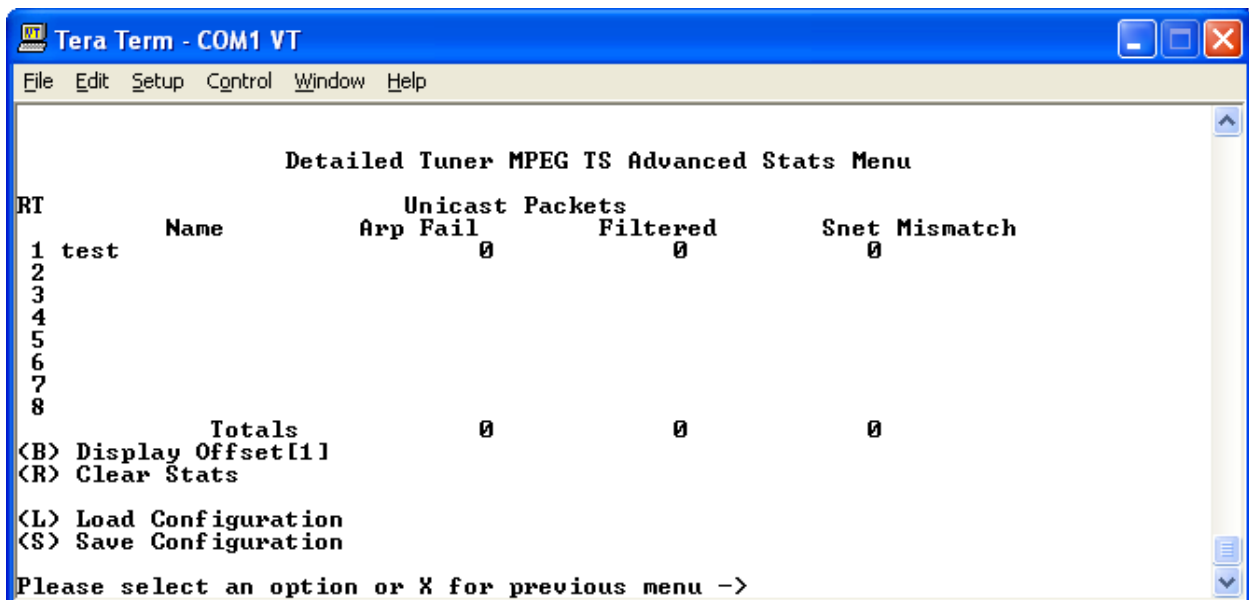 Tera Term - COM1 VT
File Edit Setup Control Window Help
Detailed Tuner MPEG TS Advanced Stats Menu
RT Unicast Packets
Name Arp Fail Filtered Snet Mismatch
1 test 0 0 0
2
3
4
5
6
7
8
Totals 0 0 0
(B) Display Offset[1]
(R) Clear Stats
(L) Load Configuration
(S) Save Configuration
Please select an option or X for previous menu ->